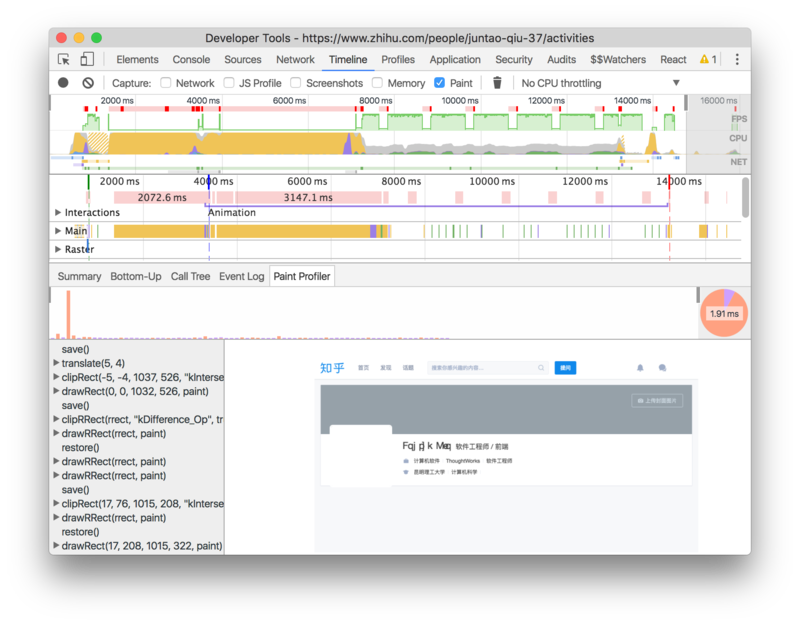 Developer Tools - https://www.zhihu.com/people/juntao-qiu-37/activities
Elements Console Sources Network Timeline Profiles Application Security Audits $$Watchers React 1
Capture: Network JS Profile Screenshots Memory Paint No CPU throttling
2000 ms 4000 ms 6000 ms 8000 ms 10000 ms 12000 ms 14000 ms 16000 ms
FPS
CPU
NET
2000 ms 4000 ms 6000 ms 8000 ms 10000 ms 12000 ms 14000 ms
2072.6 ms 3147.1 ms
Interactions Animation
Main
Raster
Summary Bottom-Up Call Tree Event Log Paint Profiler
1.91 ms
save()
translate(5, 4)
clipRect(-5, -4, 1037, 526, "kInterse
drawRect(0, 0, 1032, 526, paint)
save()
clipRRect(rrect, "kDifference_Op", tr
drawRRect(rrect, paint)
restore()
drawRRect(rrect, paint)
drawRRect(rrect, paint)
save()
clipRect(17, 76, 1015, 208, "kInterse
drawRRect(rrect, paint)
restore()
drawRect(17, 208, 1015, 322, paint)
知乎 首页 发现 话题 搜索你感兴趣的内容... 提问
上传封面图片
软件工程师 / 前端
计算机软件 ThoughtWorks 软件工程师
昆明理工大学 计算机科学